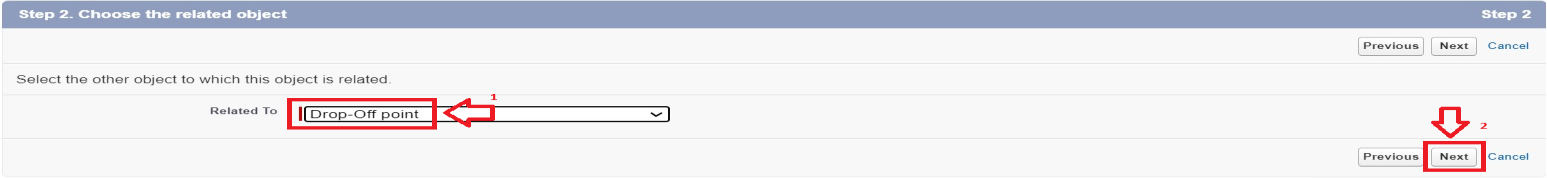 Step 2. Choose the related object Step 2
Previous Next Cancel
Select the other object to which this object is related.
Related To Drop-Off point 1
2
Previous Next Cancel